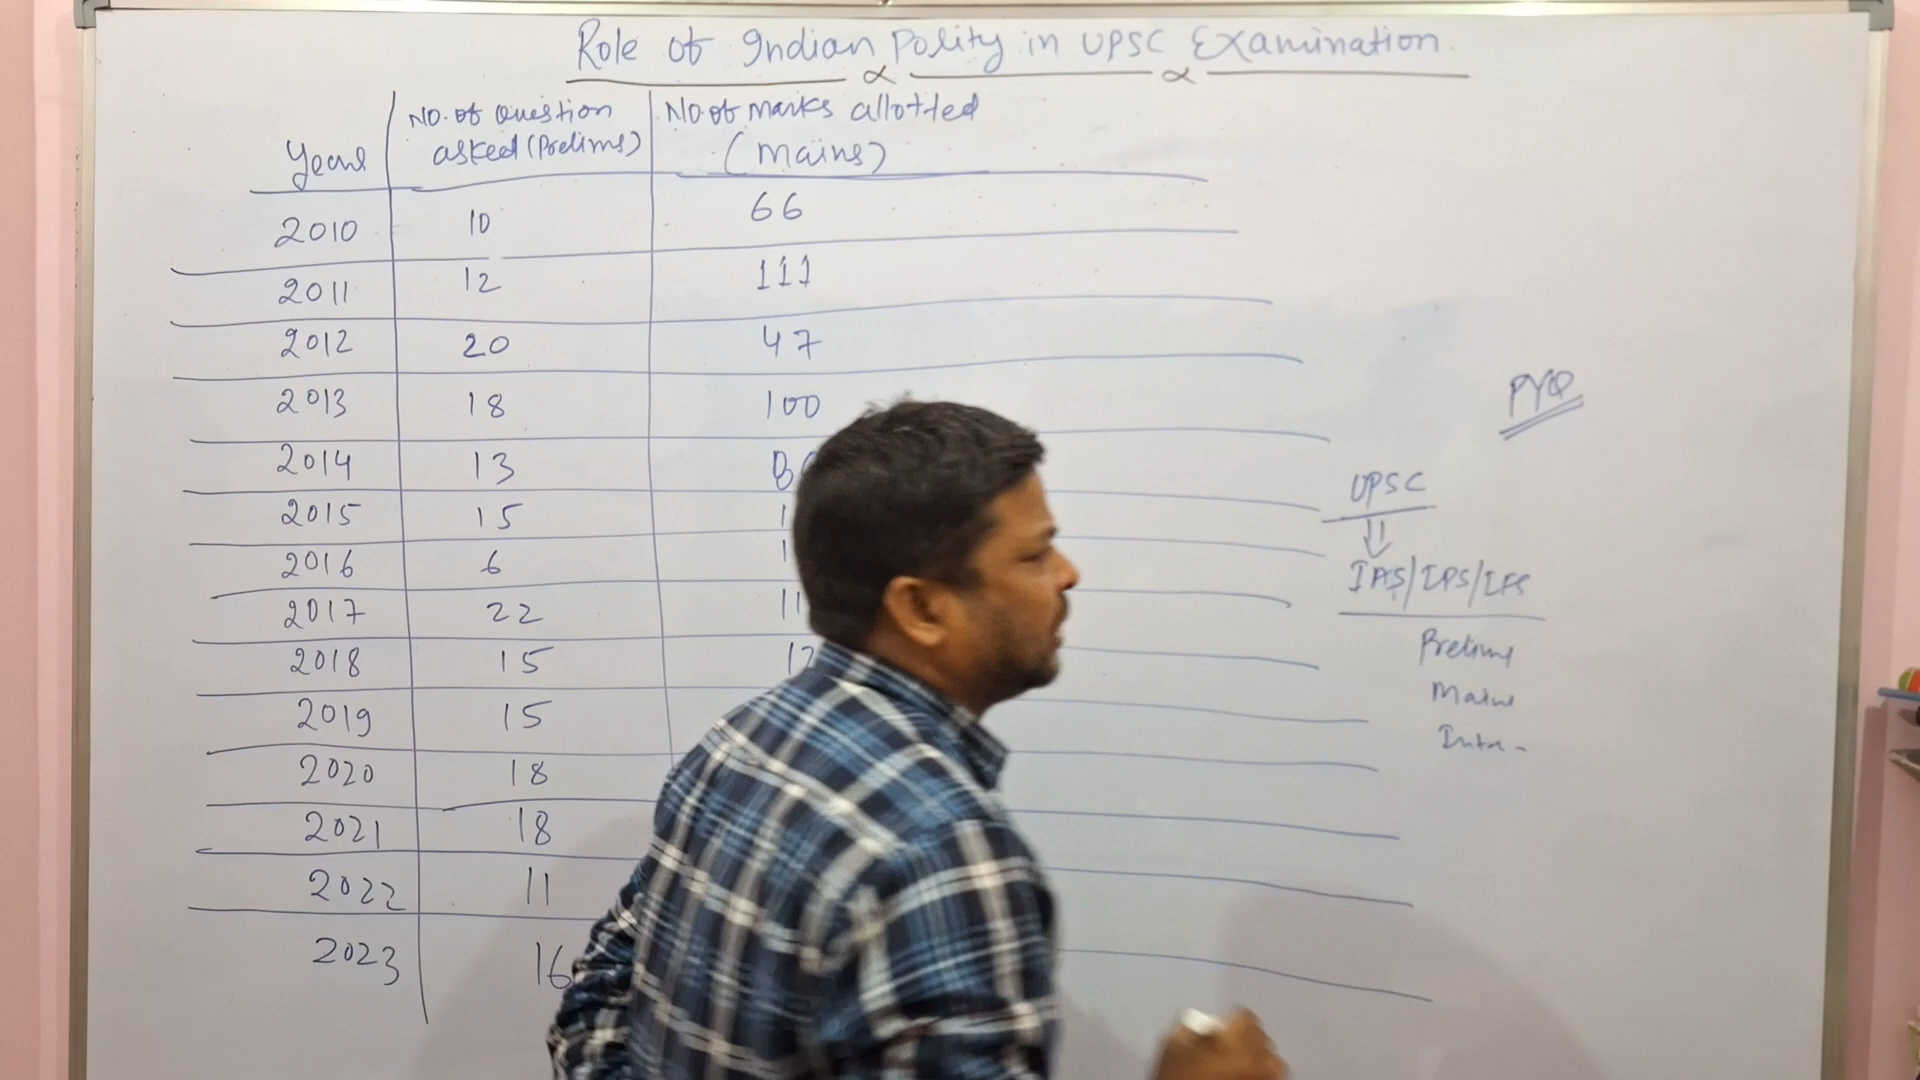 Role of Indian Polity in UPSC Examination
Years No. of Question asked (Prelims) No. of marks allotted (mains)
2010 10 66
2011 12 111
2012 20 47
2013 18 100
2014 13
2015 15
2016 6
2017 22
2018 15
2019 15
2020 18
2021 18
2022 11
2023 16
PYQ
UPSC
IAS/IPS/IFS
Prelims
Mains